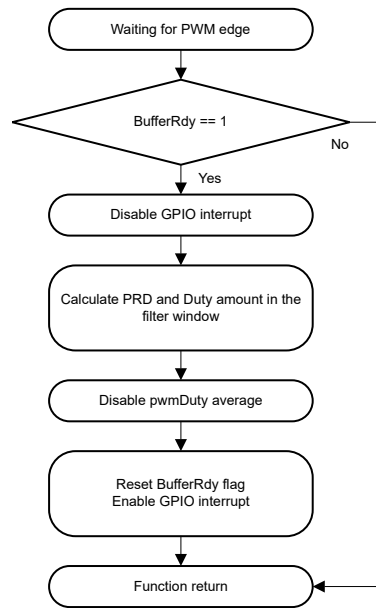 Waiting for PWM edge
BufferRdy == 1
No
Yes
Disable GPIO interrupt
Calculate PRD and Duty amount in the
filter window
Disable pwmDuty average
Reset BufferRdy flag
Enable GPIO interrupt
Function return